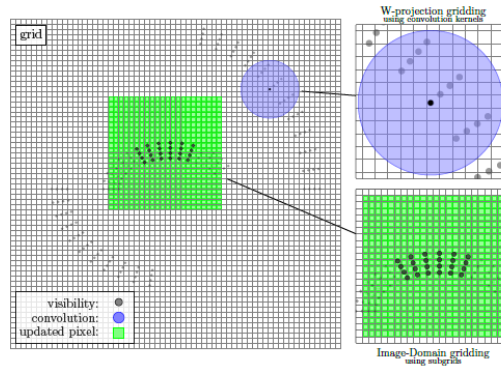 grid
W-projection gridding
using convolution kernels
visibility:
convolution:
updated pixel:
Image-Domain gridding
using subgrids